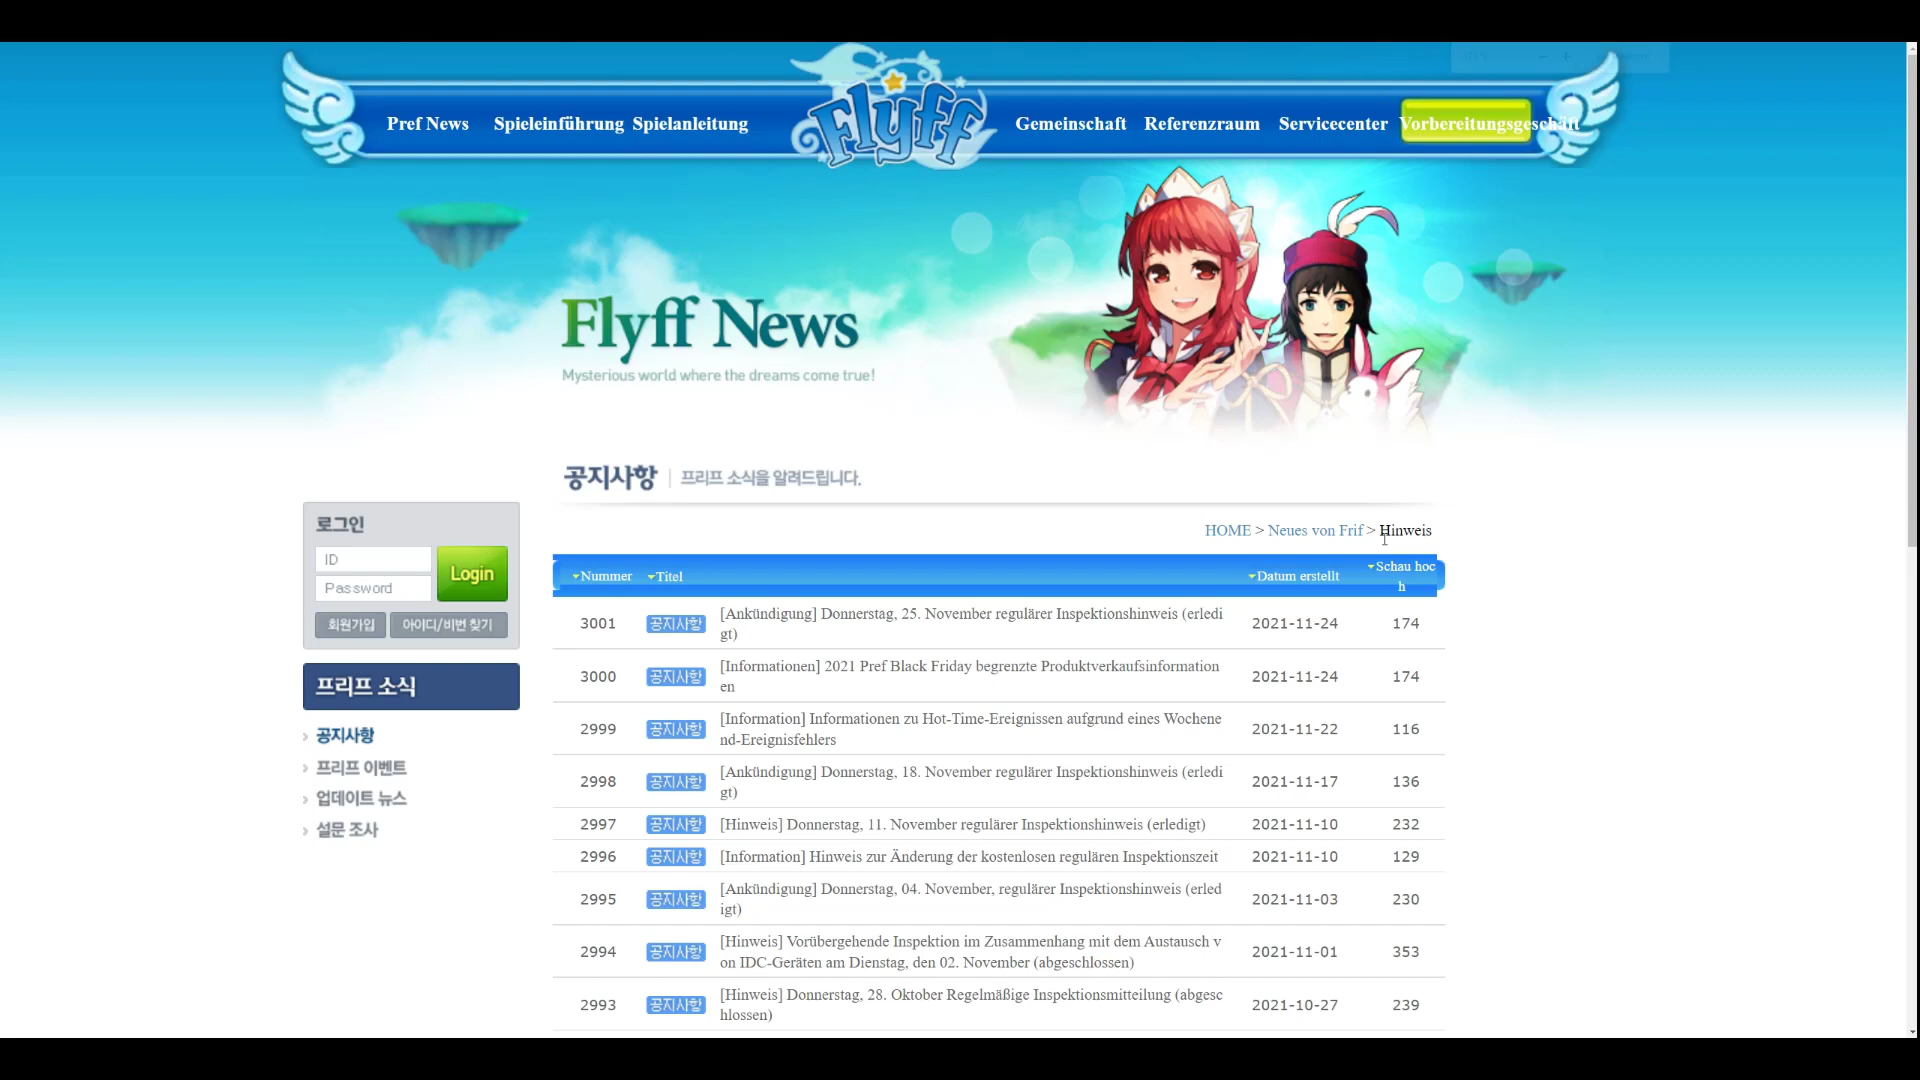 Pref News Spieleinführung Spielanleitung Flyff Gemeinschaft Referenzraum Servicecenter Vorbereitungsgeschäft
Flyff News
Mysterious world where the dreams come true!
공지사항 프리프 소식을 알려드립니다.
HOME > Neues von Frif > Hinweis
로그인
ID
Password
Login
회원가입 아이디/비번 찾기
프리프 소식
공지사항
프리프 이벤트
업데이트 뉴스
설문 조사
Nummer Titel Datum erstellt Schau hoc
h
3001 공지사항 [Ankündigung] Donnerstag, 25. November regulärer Inspektionshinweis (erledi
gt) 2021-11-24 174
3000 공지사항 [Informationen] 2021 Pref Black Friday begrenzte Produktverkaufsinformation
en 2021-11-24 174
2999 공지사항 [Information] Informationen zu Hot-Time-Ereignissen aufgrund eines Wochene
nd-Ereignisfehlers 2021-11-22 116
2998 공지사항 [Ankündigung] Donnerstag, 18. November regulärer Inspektionshinweis (erledi
gt) 2021-11-17 136
2997 공지사항 [Hinweis] Donnerstag, 11. November regulärer Inspektionshinweis (erledigt) 2021-11-10 232
2996 공지사항 [Information] Hinweis zur Änderung der kostenlosen regulären Inspektionszeit 2021-11-10 129
2995 공지사항 [Ankündigung] Donnerstag, 04. November, regulärer Inspektionshinweis (erled
igt) 2021-11-03 230
2994 공지사항 [Hinweis] Vorübergehende Inspektion im Zusammenhang mit dem Austausch v
on IDC-Geräten am Dienstag, den 02. November (abgeschlossen) 2021-11-01 353
2993 공지사항 [Hinweis] Donnerstag, 28. Oktober Regelmäßige Inspektionsmitteilung (abgesc
hlossen) 2021-10-27 239